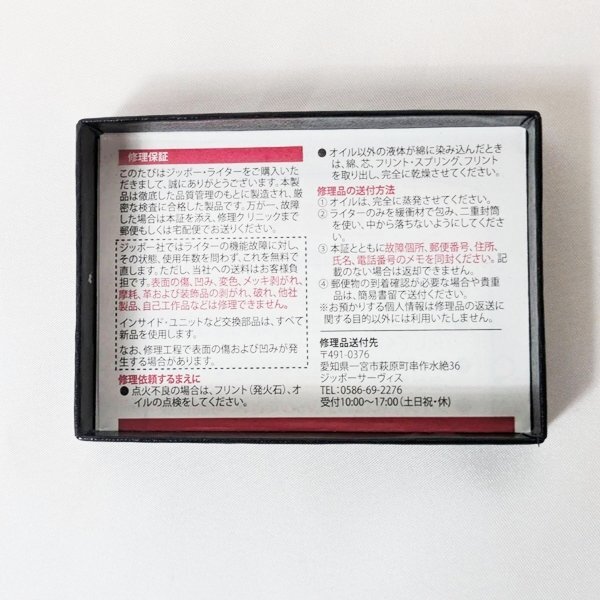 修理保証
このたびはジッポー・ライターをご購入いた
だきまして、誠にありがとうございます。本製
品は徹底した品質管理のもとに製造され、厳
密な検査に合格した製品です。万が一、故障
した場合は本証を添え、修理クリニックまで
郵便もしくは宅配便でお送りください。
ジッポー社ではライターの機能故障に対し、
その状態、使用年数を問わず、これを無料で
直します。ただし、当社への送料はお客様負
担です。表面の傷、凹み、変色、メッキ剥がれ、
摩耗、革および装飾品の剥がれ、破れ、他社
製品、自己工作品などは修理できません。
インサイド・ユニットなど交換部品は、すべて
新品を使用します。
なお、修理工程で表面の傷および凹みが発
生する場合があります。
修理依頼するまえに
● 点火不良の場合は、フリント(発火石)、オ
イルの点検をしてください。
● オイル以外の液体が綿に染み込んだとき
は、綿、芯、フリント・スプリング、フリント
を取り出し、完全に乾燥させてください。
修理品の送付方法
① オイルは、完全に蒸発させてください。
② ライターのみを緩衝材で包み、二重封筒
を使い、中から落ちないようにしてくださ
い。
③ 本証とともに故障個所、郵便番号、住所、
氏名、電話番号のメモを同封ください。記
載のない場合は返却できません。
④ 郵便物の到着確認が必要な場合や貴重
品は、簡易書留で送付ください。
※お預かりする個人情報は修理品の返送に
関する目的以外には利用いたしません。
修理品送付先
〒491-0376
愛知県一宮市萩原町串作水絶36
ジッポーサーヴィス
TEL:0586-69-2276
受付10:00～17:00(土日祝・休)